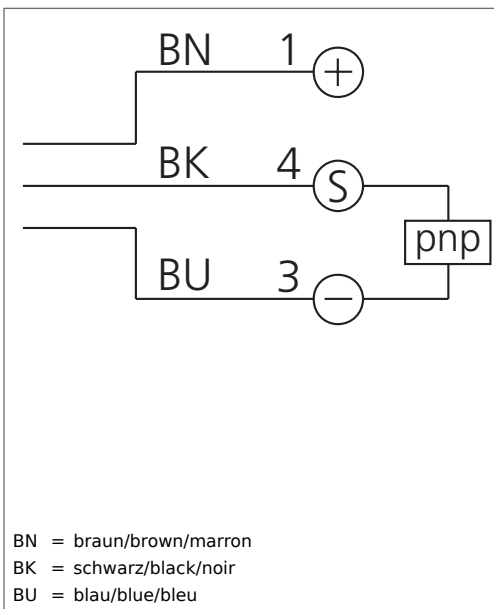 BN 1 +
BK 4 S
pnp
BU 3 −
BN = braun/brown/marron
BK = schwarz/black/noir
BU = blau/blue/bleu